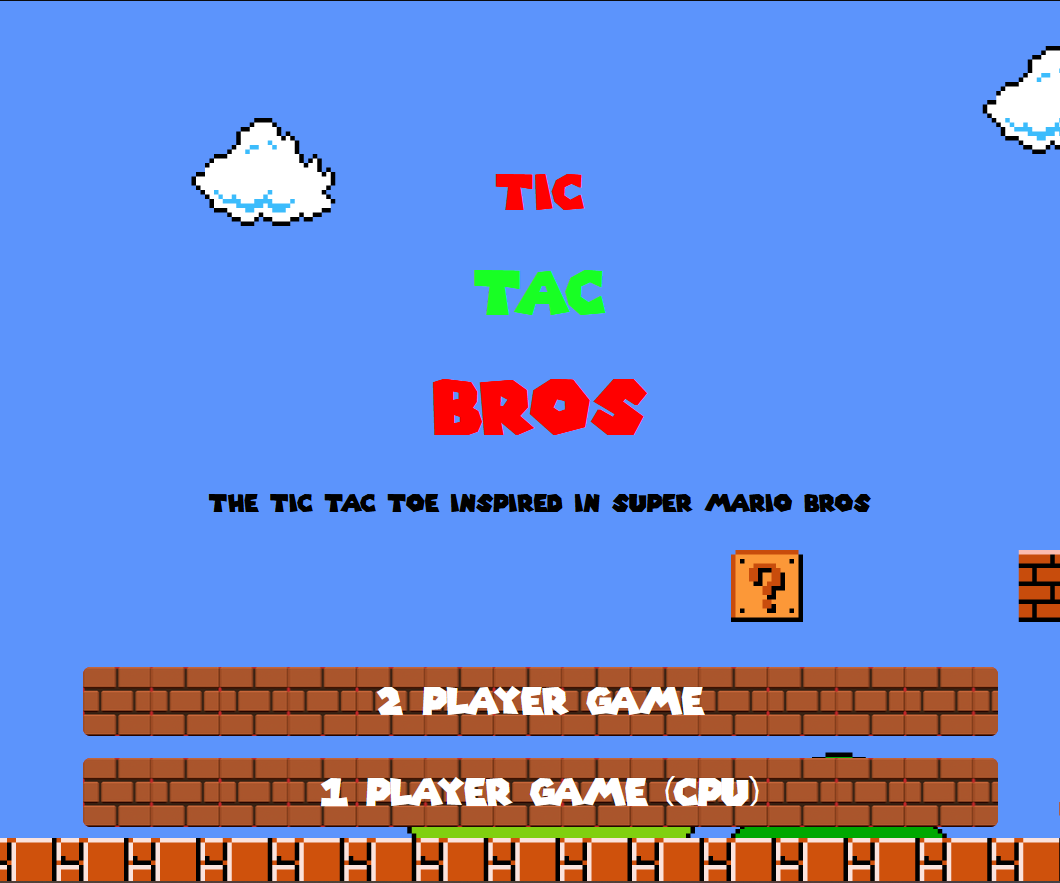 TIC
TAC
BROS
THE TIC TAC TOE INSPIRED IN SUPER MARIO BROS
?
2 PLAYER GAME
1 PLAYER GAME (CPU)